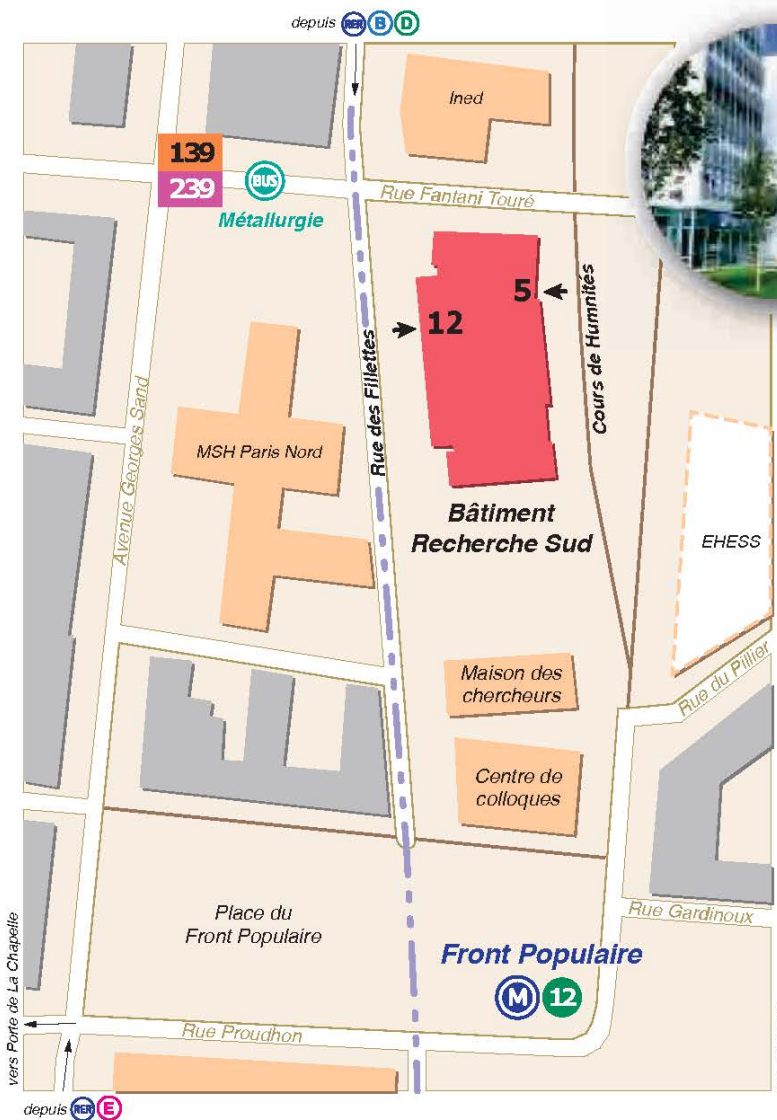 depuis RER B D
Ined
139
239
BUS
Métallurgie
Rue Fantani Touré
5
12
Cours de Humnités
Rue des Fillettes
Avenue Georges Sand
MSH Paris Nord
Bâtiment
Recherche Sud
EHESS
Maison des
chercheurs
Rue du Pillier
Centre de
colloques
Place du
Front Populaire
Rue Gardinoux
Front Populaire
M 12
vers Porte de La Chapelle
Rue Proudhon
depuis RER E